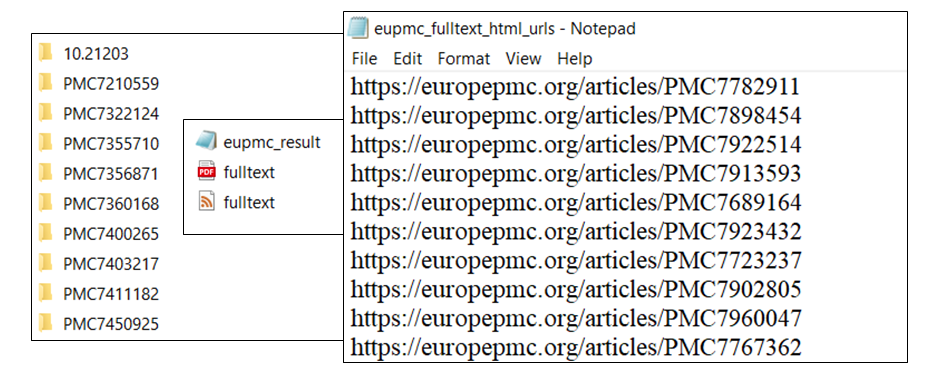 10.21203
PMC7210559
PMC7322124
PMC7355710
PMC7356871
PMC7360168
PMC7400265
PMC7403217
PMC7411182
PMC7450925
eupmc_result
PDF
fulltext
fulltext
eupmc_fulltext_html_urls - Notepad
File Edit Format View Help
https://europepmc.org/articles/PMC7782911
https://europepmc.org/articles/PMC7898454
https://europepmc.org/articles/PMC7922514
https://europepmc.org/articles/PMC7913593
https://europepmc.org/articles/PMC7689164
https://europepmc.org/articles/PMC7923432
https://europepmc.org/articles/PMC7723237
https://europepmc.org/articles/PMC7902805
https://europepmc.org/articles/PMC7960047
https://europepmc.org/articles/PMC7767362